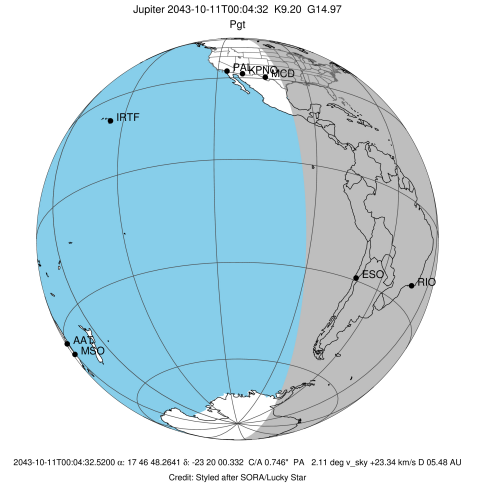 Jupiter 2043-10-11T00:04:32  K9.20  G14.97
Pgt
PAL
KPNO
MCD
IRTF
ESO
RIO
AAT
MSO
2043-10-11T00:04:32.5200 α: 17 46 48.2641 δ: -23 20 00.332  C/A 0.746"  PA   2.11 deg v_sky +23.34 km/s D 05.48 AU
Credit: Styled after SORA/Lucky Star